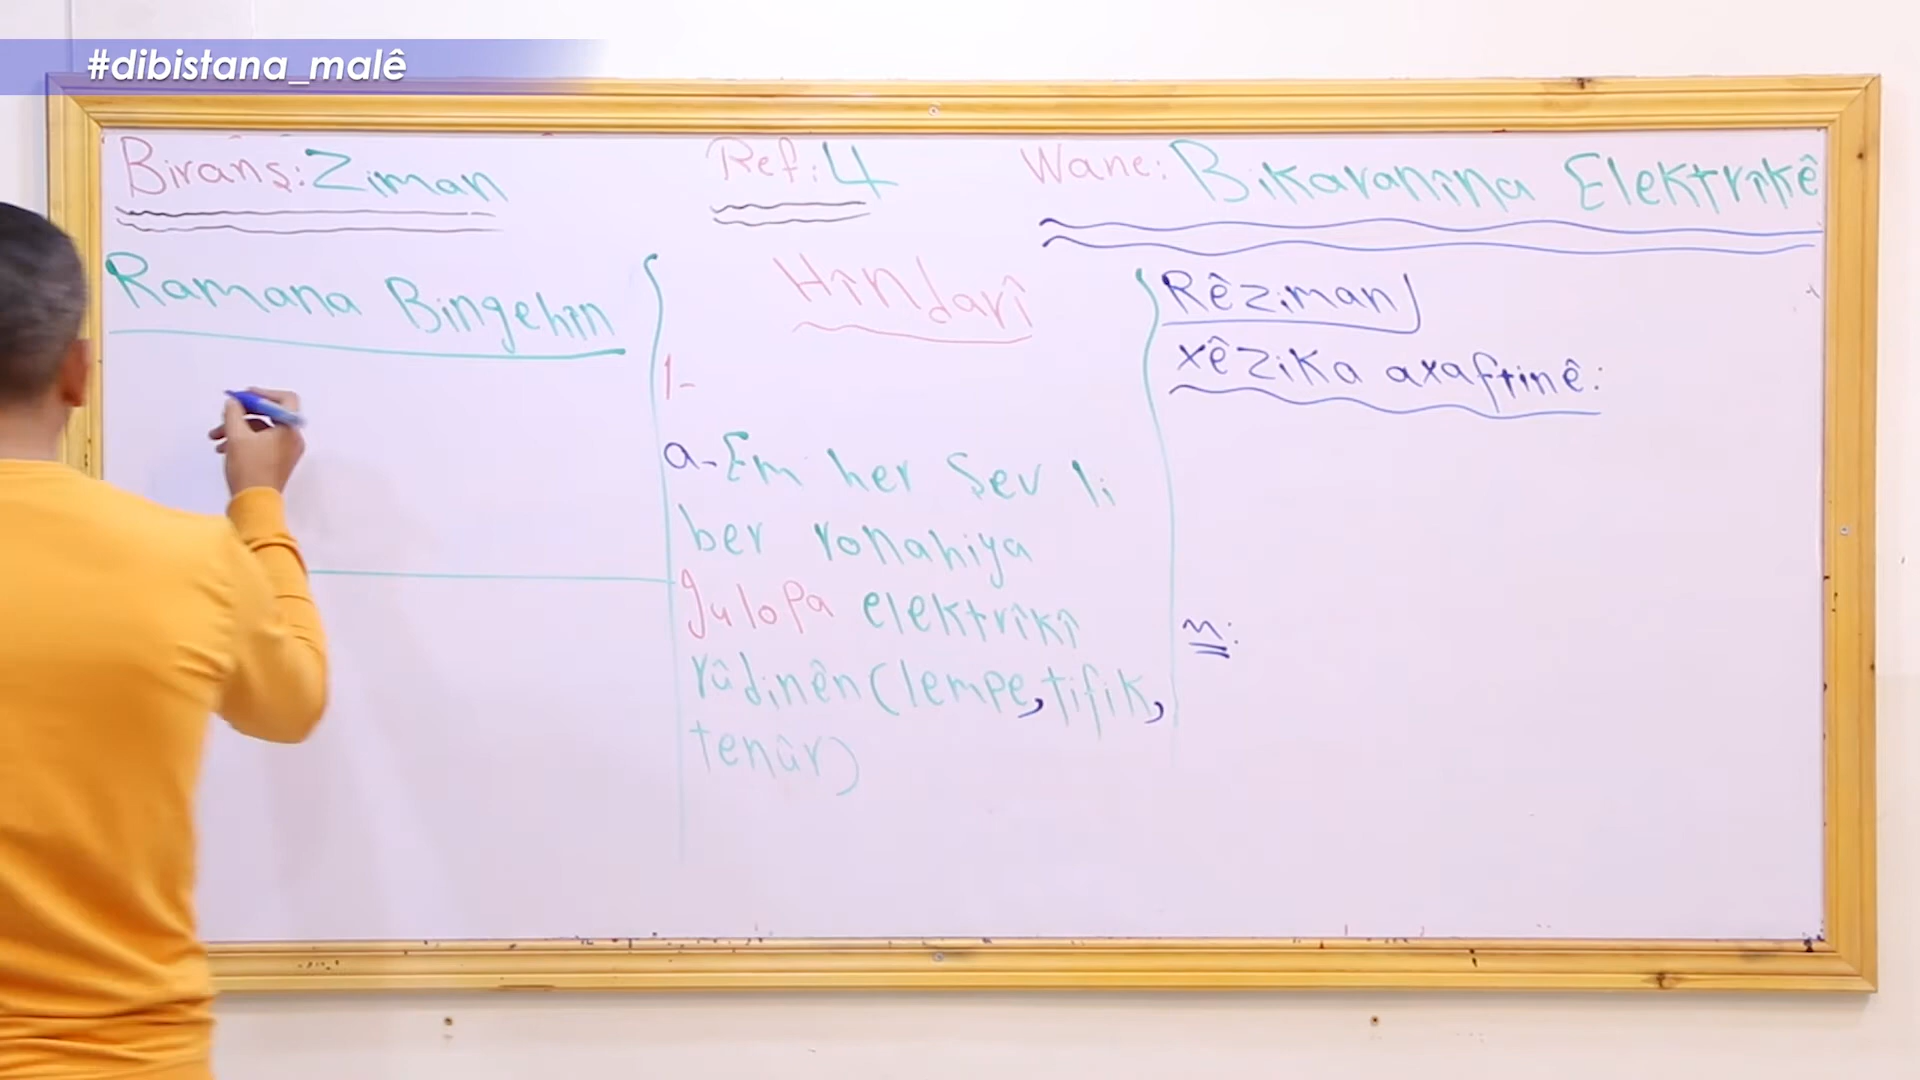 #dibistana_malê
Biranş: Ziman
Ref: 4
Wane: Bikaranîna Elektrîkê
Ramana Bingehîn
Hîndarî
1-
a- Em her Şev li
ber ronahiya
gulopa elektrîkî
rûdinên (lempe, tifik,
tenûr)
Rêziman
xêzika axaftinê:
m: